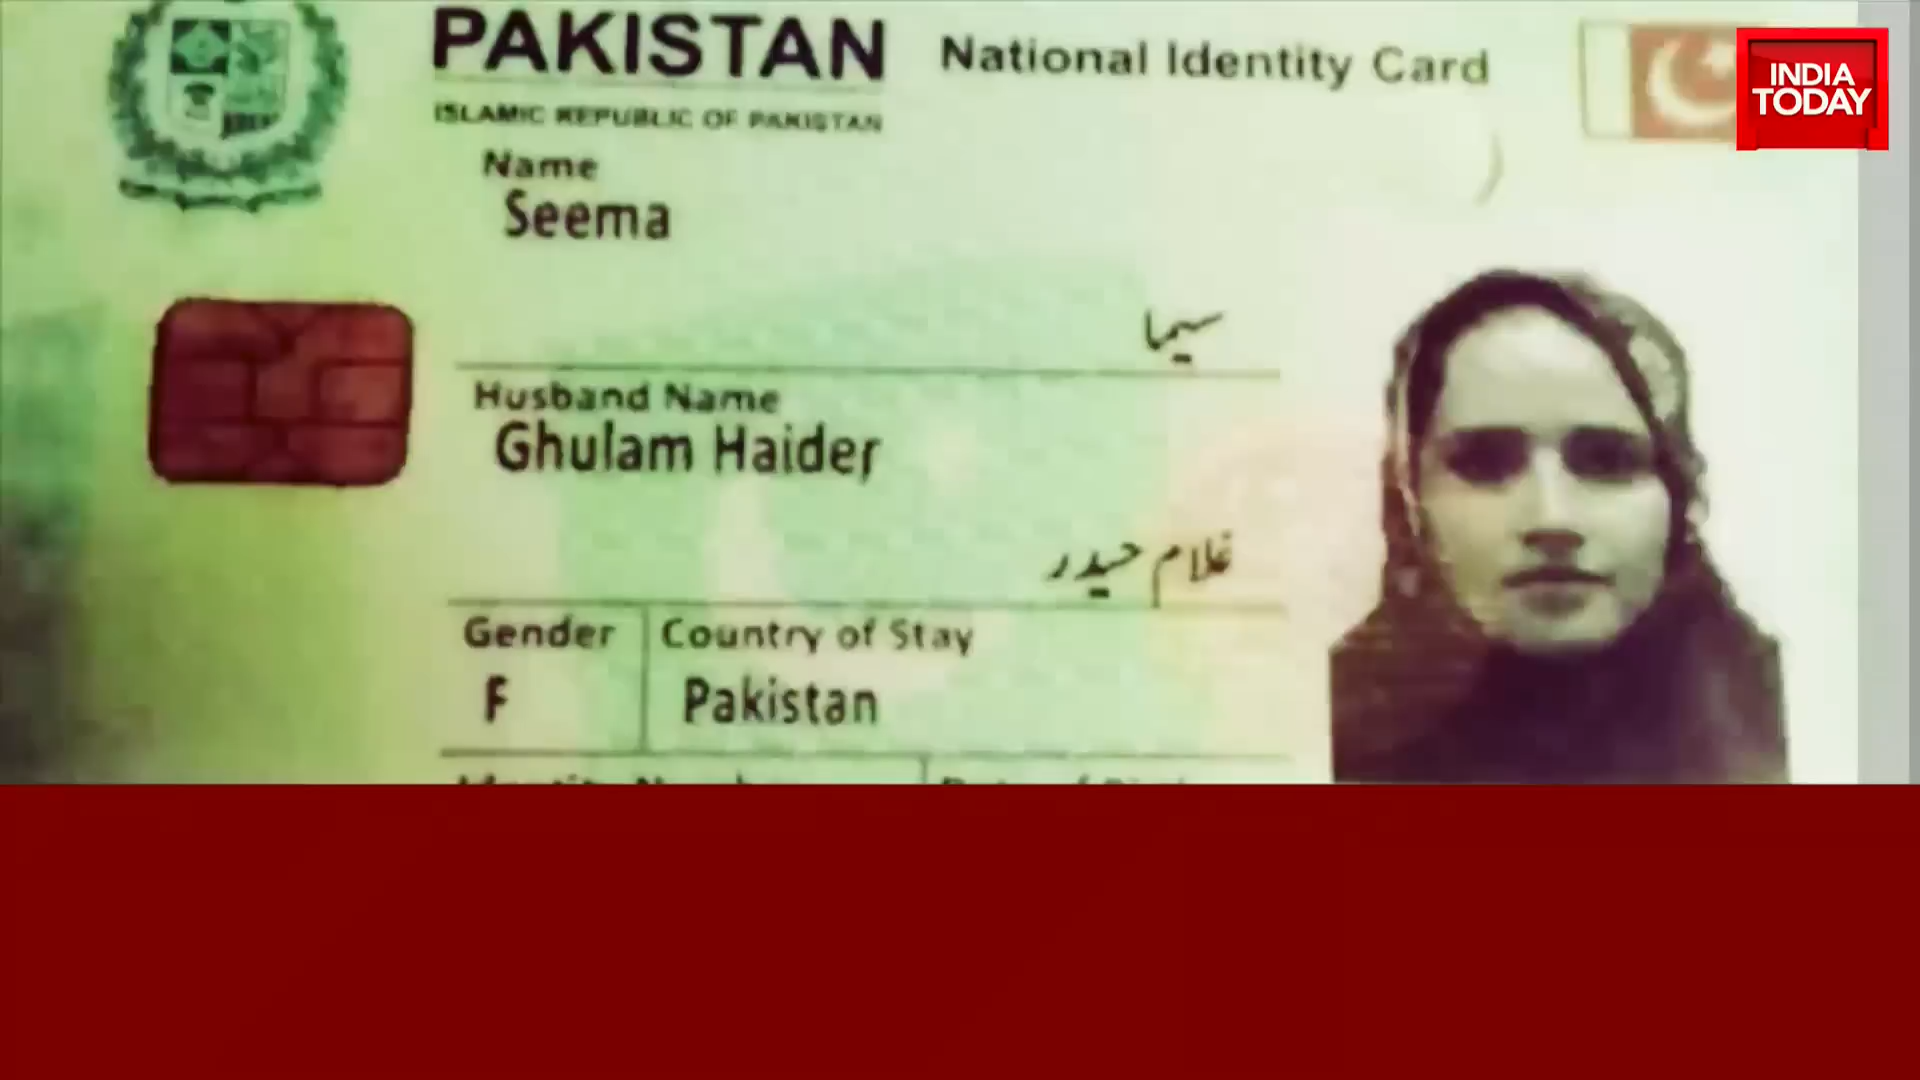 PAKISTAN
National Identity Card
INDIA
TODAY
ISLAMIC REPUBLIC OF PAKISTAN
Name
Seema
سیما
Husband Name
Ghulam Haider
غلام حیدر
Gender
Country of Stay
F
Pakistan